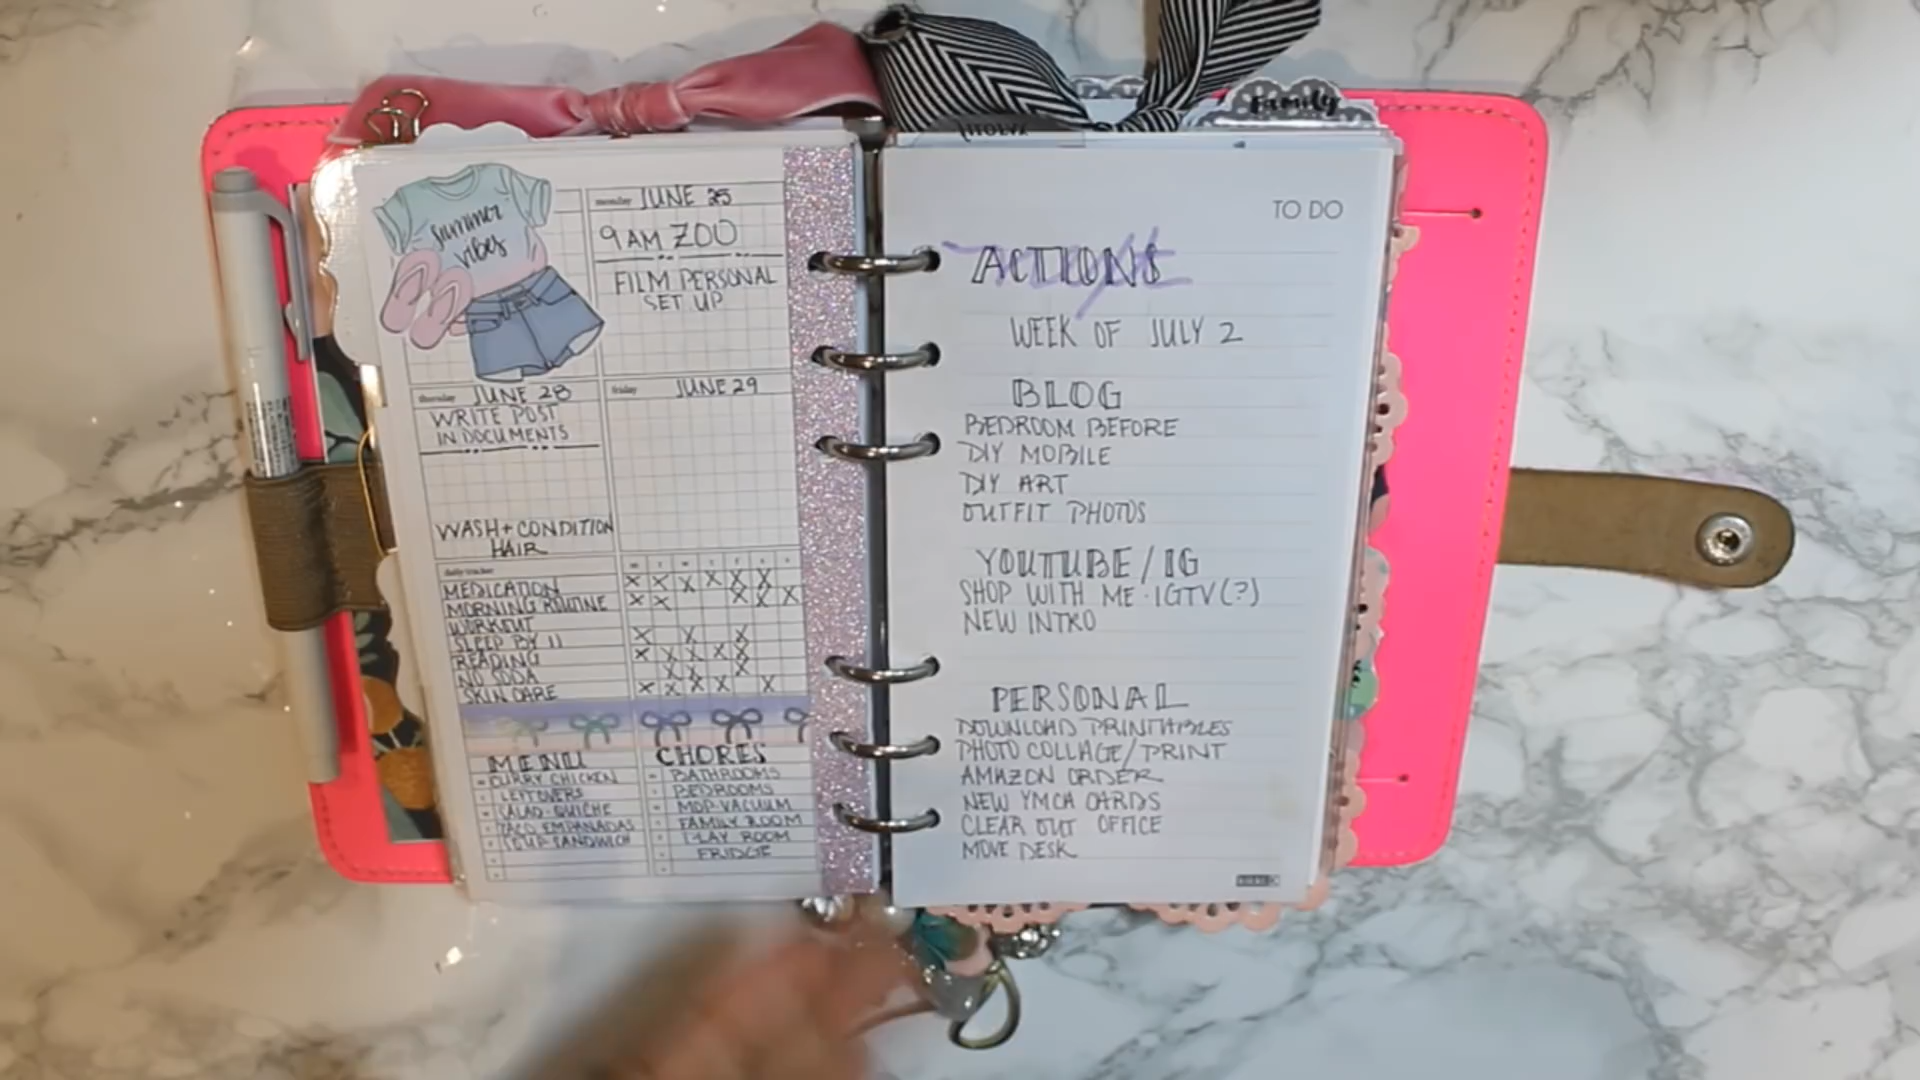 Family
summer
vibes
monday JUNE 25
9 AM ZOO
FILM PERSONAL
SET UP
thursday JUNE 28
WRITE POST
IN DOCUMENTS
WASH + CONDITION
HAIR
friday JUNE 29
daily tracker
MEDICATION
MORNING ROUTINE
WORKOUT
SLEEP BY 11
READING
NO SODA
SKIN CARE
MENU
CURRY CHICKEN
LEFTOVERS
SALAD-QUICHE
TACO EMPANADAS
SOUP SANDWICH
CHORES
BATHROOMS
BEDROOMS
MOP-VACUUM
FAMILY ROOM
PLAY ROOM
FRIDGE
TO DO
ACTIONS
WEEK OF JULY 2
BLOG
BEDROOM BEFORE
DIY MOBILE
DIY ART
OUTFIT PHOTOS
YOUTUBE / IG
SHOP WITH ME · IGTV (?)
NEW INTRO
PERSONAL
DOWNLOAD PRINTABLES
PHOTO COLLAGE/PRINT
AMAZON ORDER
NEW YMCA CARDS
CLEAR OUT OFFICE
MOVE DESK